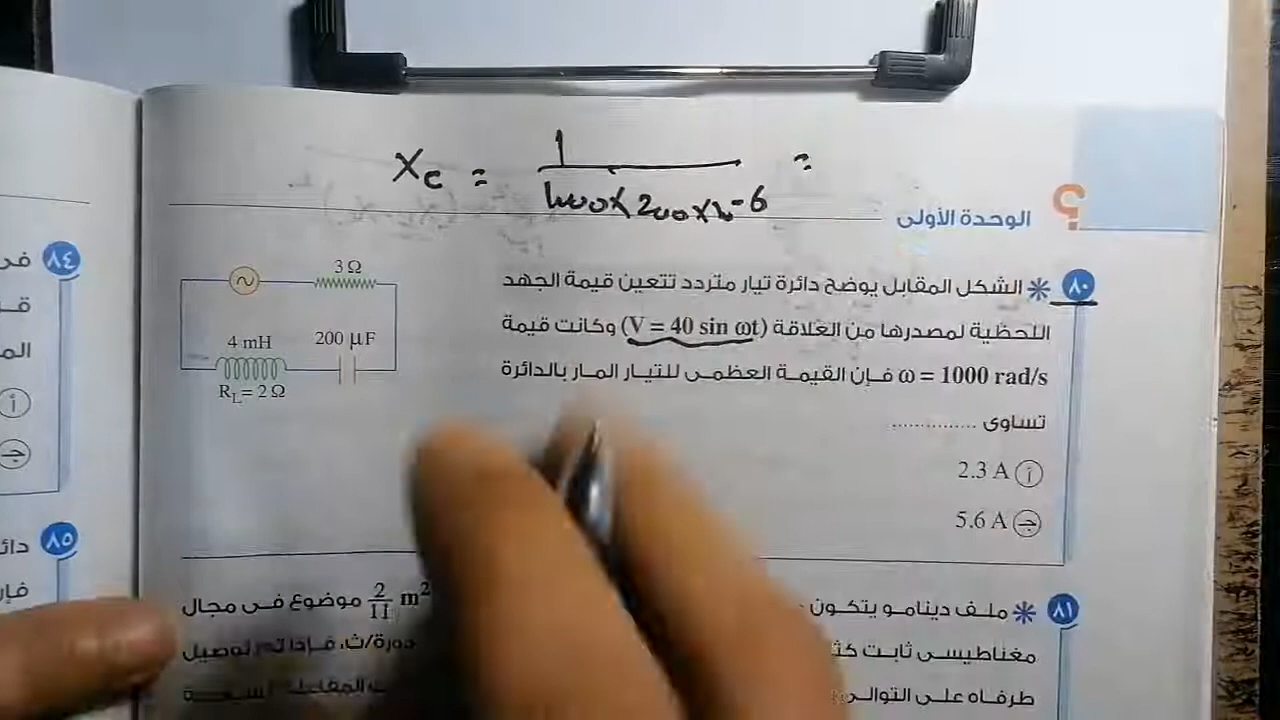 X_C = 1 / 1000 × 200 × 10^-6 =
الوحدة الأولى
٨٠ * الشكل المقابل يوضح دائرة تيار متردد تتعين قيمة الجهد
اللحظية لمصدرها من العلاقة (V = 40 sin ωt) وكانت قيمة
ω = 1000 rad/s فإن القيمة العظمى للتيار المار بالدائرة
تساوى ..............
أ 2.3 A
ج 5.6 A
3 Ω
4 mH
200 µF
R_L = 2 Ω
٨١ * ملف دينامو يتكون
2/11 m² موضوع فى مجال
مغناطيسى ثابت
دورة/ث، فإذا تم توصيل
طرفاه على التوالى
٨٤
أ
ج
٨٥